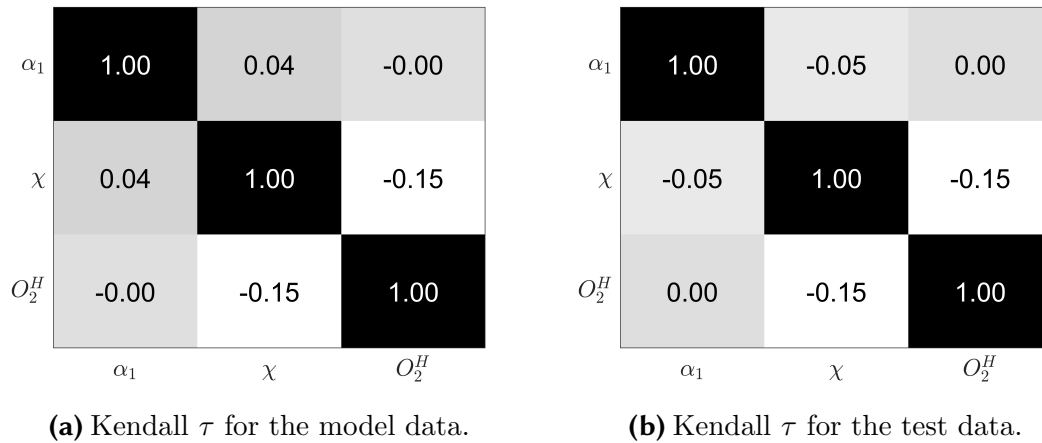 α₁ 1.00 0.04 -0.00
χ 0.04 1.00 -0.15
O₂ᴴ -0.00 -0.15 1.00
α₁ χ O₂ᴴ
(a) Kendall τ for the model data.
α₁ 1.00 -0.05 0.00
χ -0.05 1.00 -0.15
O₂ᴴ 0.00 -0.15 1.00
α₁ χ O₂ᴴ
(b) Kendall τ for the test data.